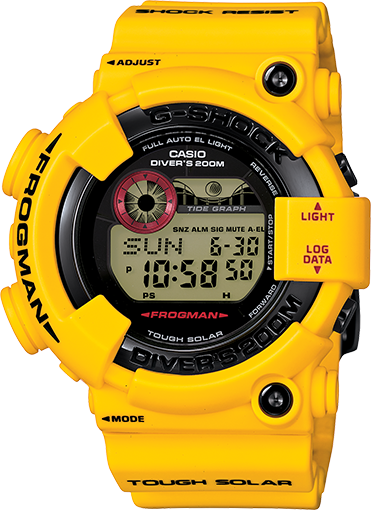 SHOCK RESIST
◄ADJUST
G-SHOCK
FULL AUTO EL LIGHT
CASIO
DIVER'S 200M
REVERSE
TIDE GRAPH
◄FROGMAN
▲
LIGHT
LOG
DATA
▼
SNZ ALM SIG MUTE A-EL
START/STOP
SUN 6-30
P 10:58 50
PS H
◄FROGMAN►
FORWARD
TOUGH SOLAR
DIVER'S 200M
◄MODE
TOUGH SOLAR